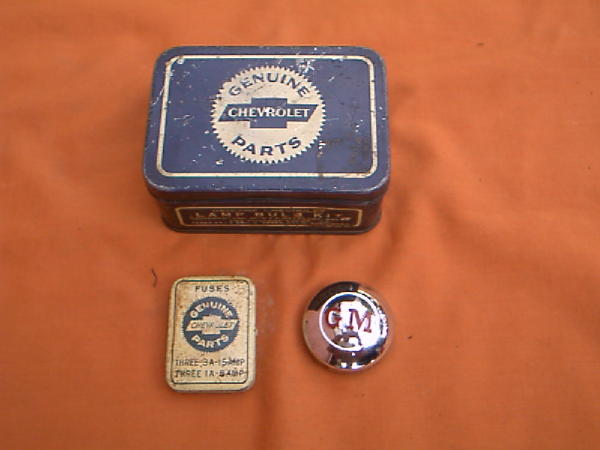 GENUINE
CHEVROLET
PARTS
LAMP BULB KIT
FUSES
GENUINE
CHEVROLET
PARTS
THREE 3A-15AMP
THREE 1A-6AMP
GM